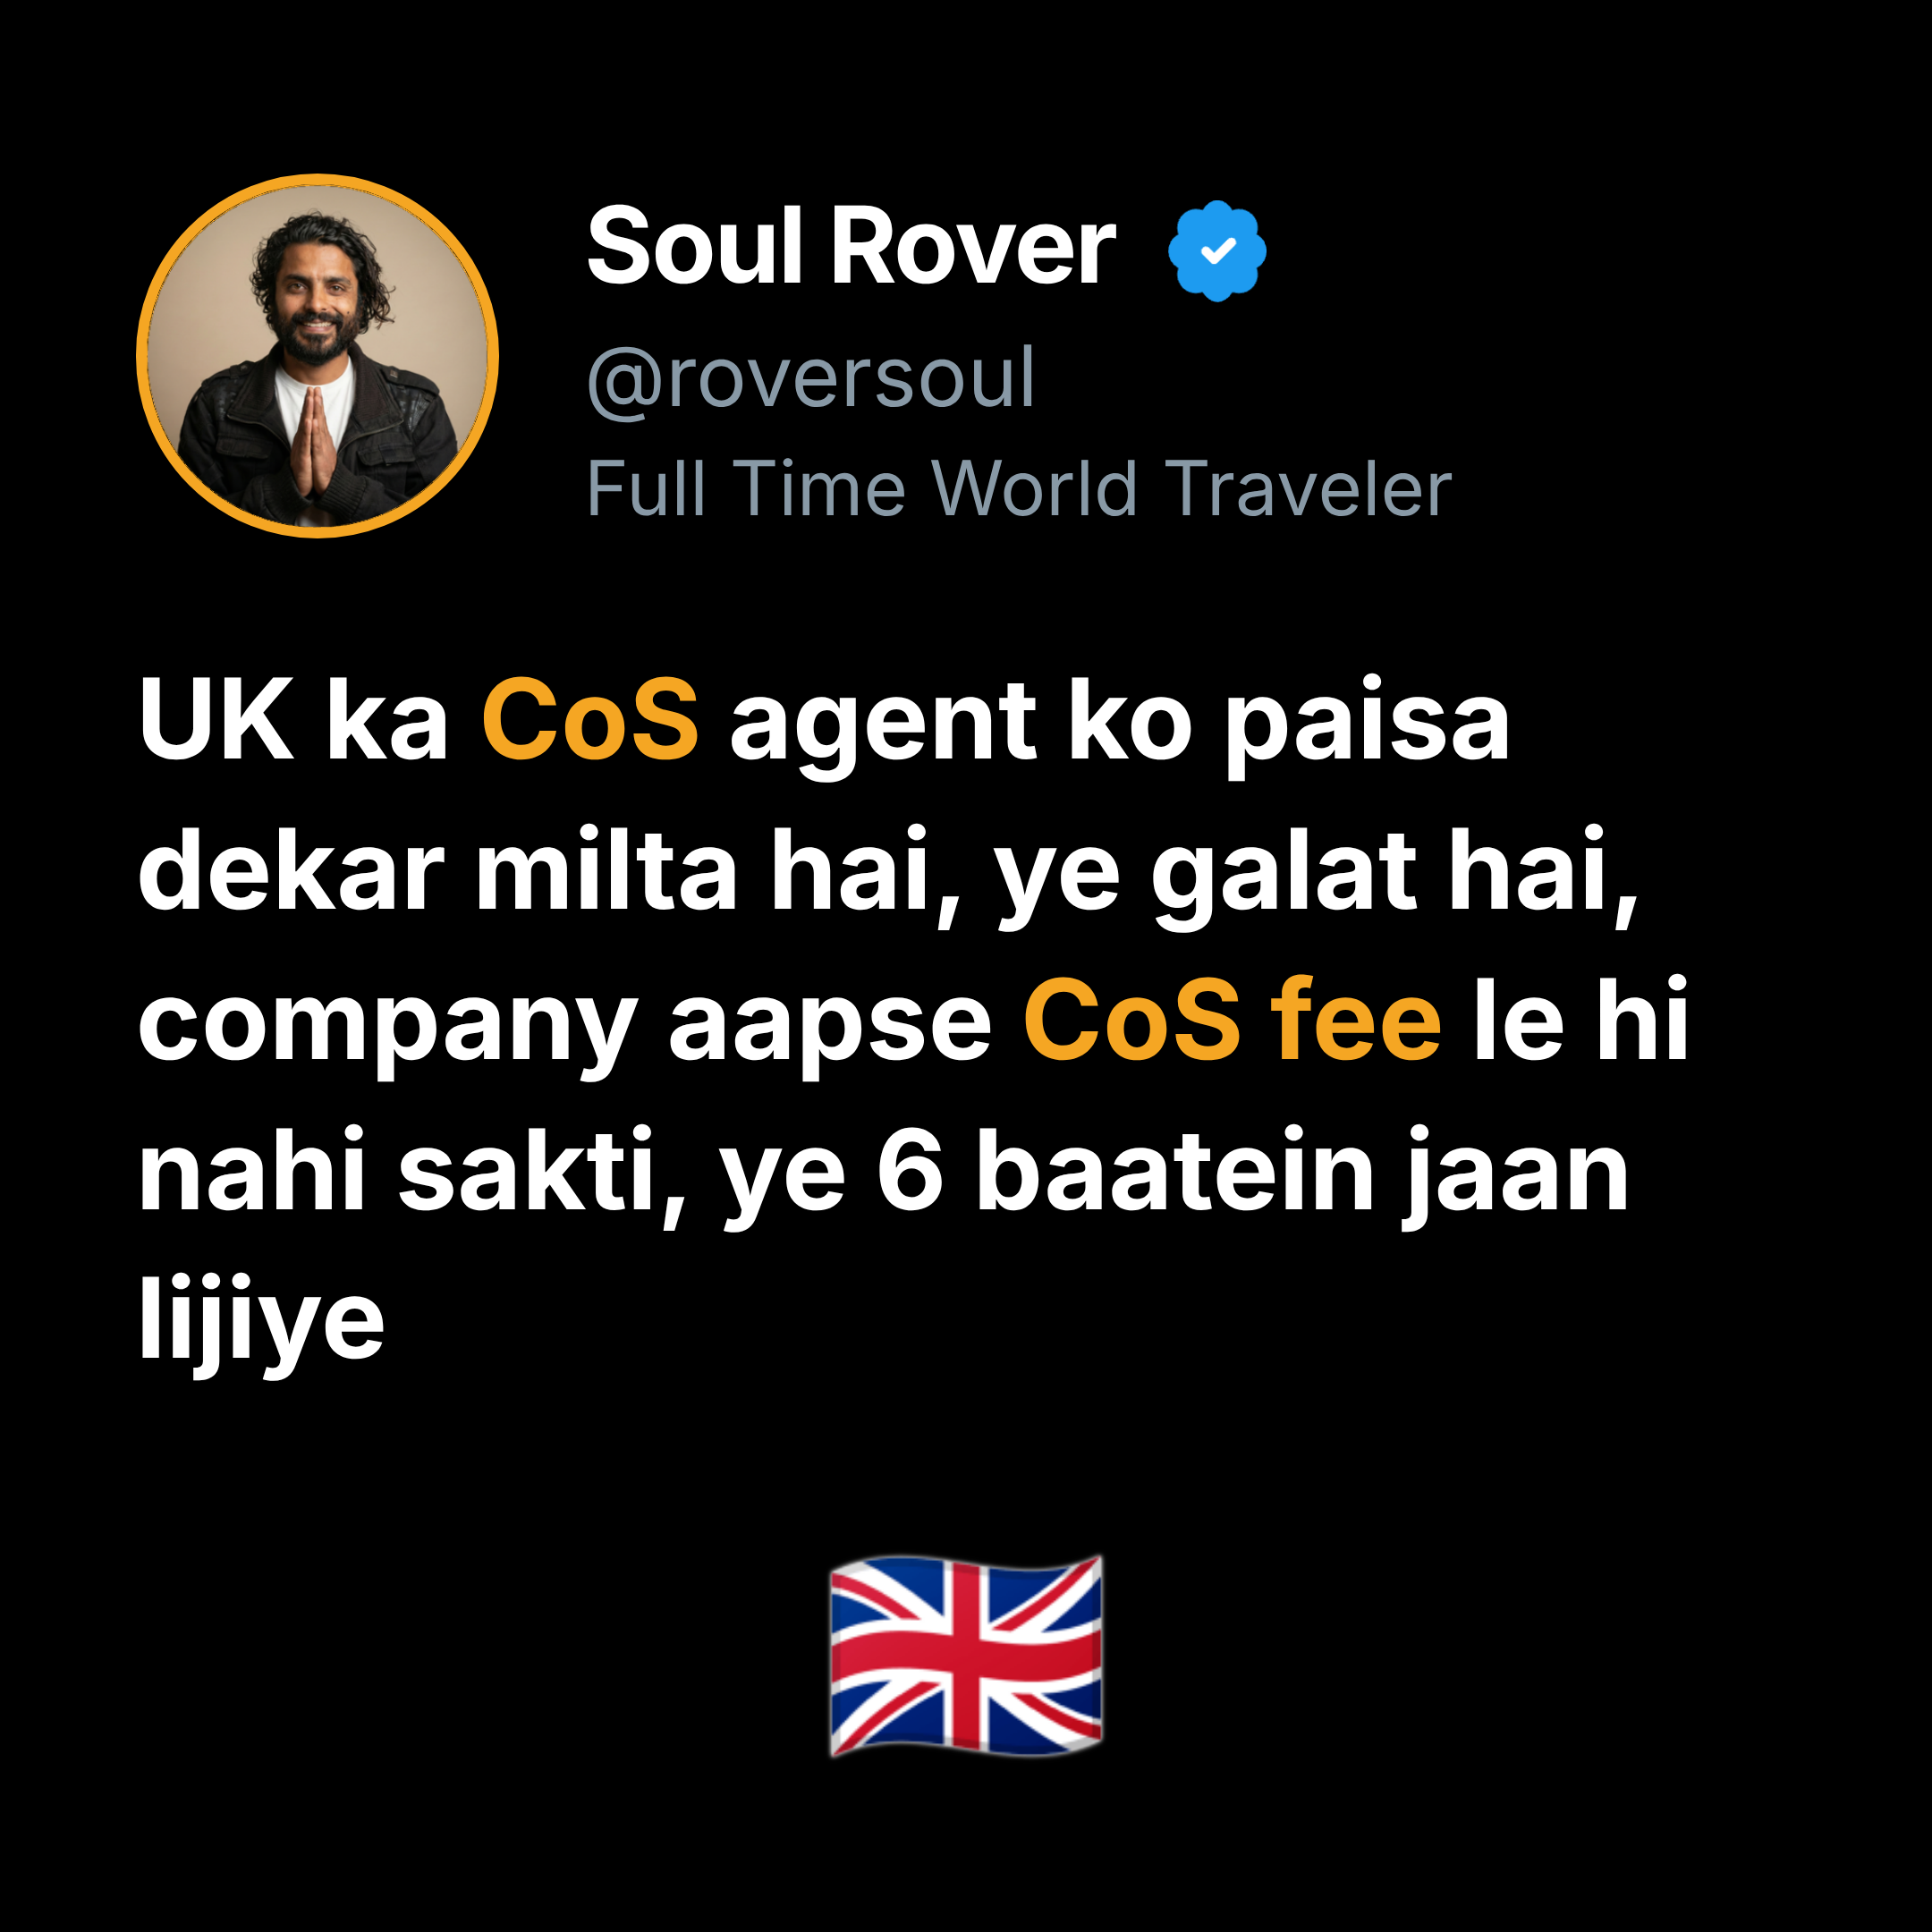 Soul Rover
@roversoul
Full Time World Traveler
UK ka CoS agent ko paisa
dekar milta hai, ye galat hai,
company aapse CoS fee le hi
nahi sakti, ye 6 baatein jaan
lijiye